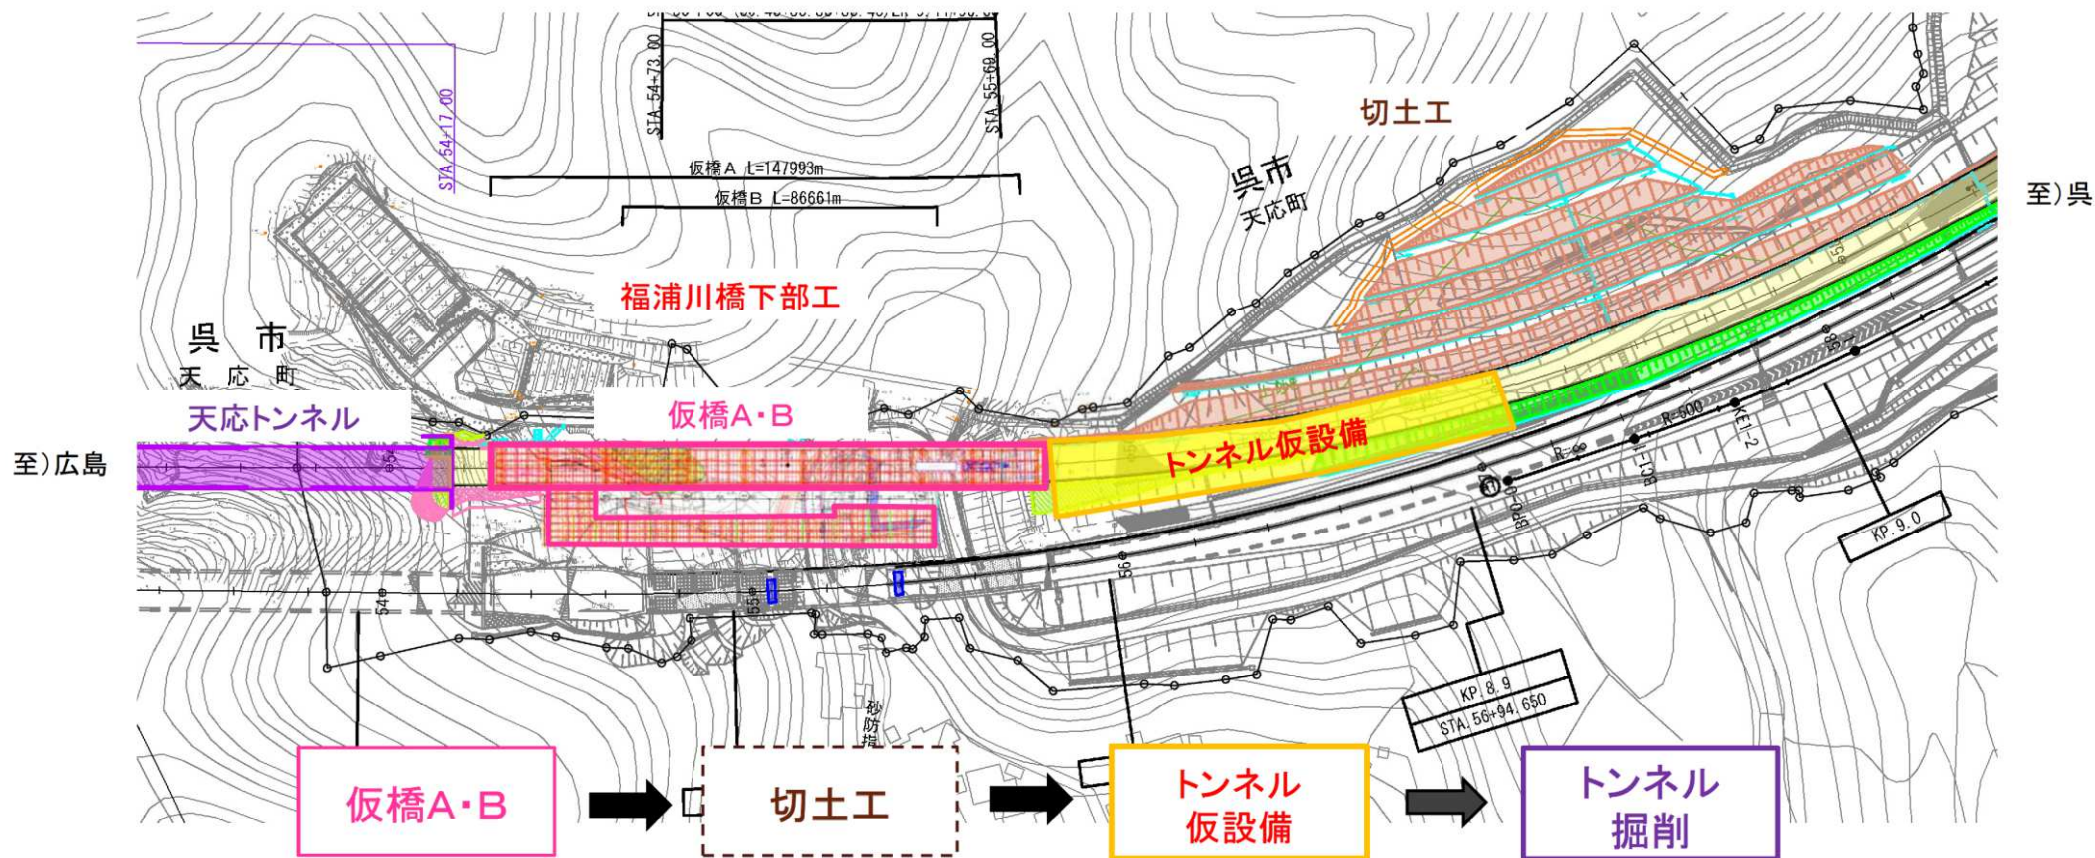 STA.54+17.00
STA.54+73.00
STA.55+69.00
仮橋A L=147993m
仮橋B L=86661m
切土工
呉市
天応町
至)呉
福浦川橋下部工
呉 市
天 応 町
天応トンネル
仮橋A・B
至)広島
トンネル仮設備
R=∞
R=500
KE1-2
KP.9.0
54
55
56
58
KP.8.9
STA.56+94.650
砂防指
仮橋A・B
切土工
トンネル
仮設備
トンネル
掘削